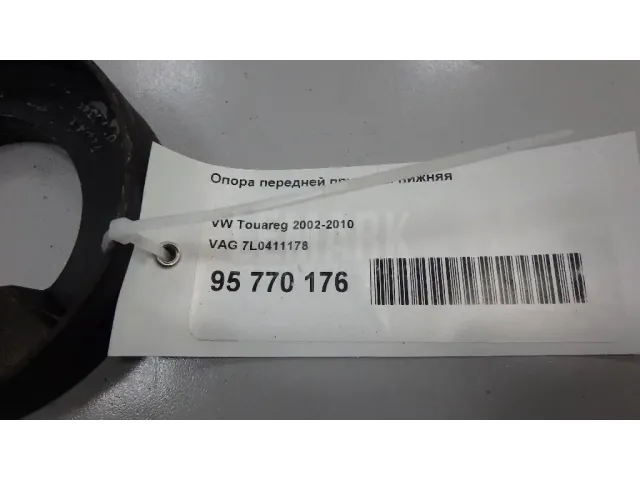 Опора передней нижняя
VW Touareg 2002-2010
VAG 7L0411178
95 770 176